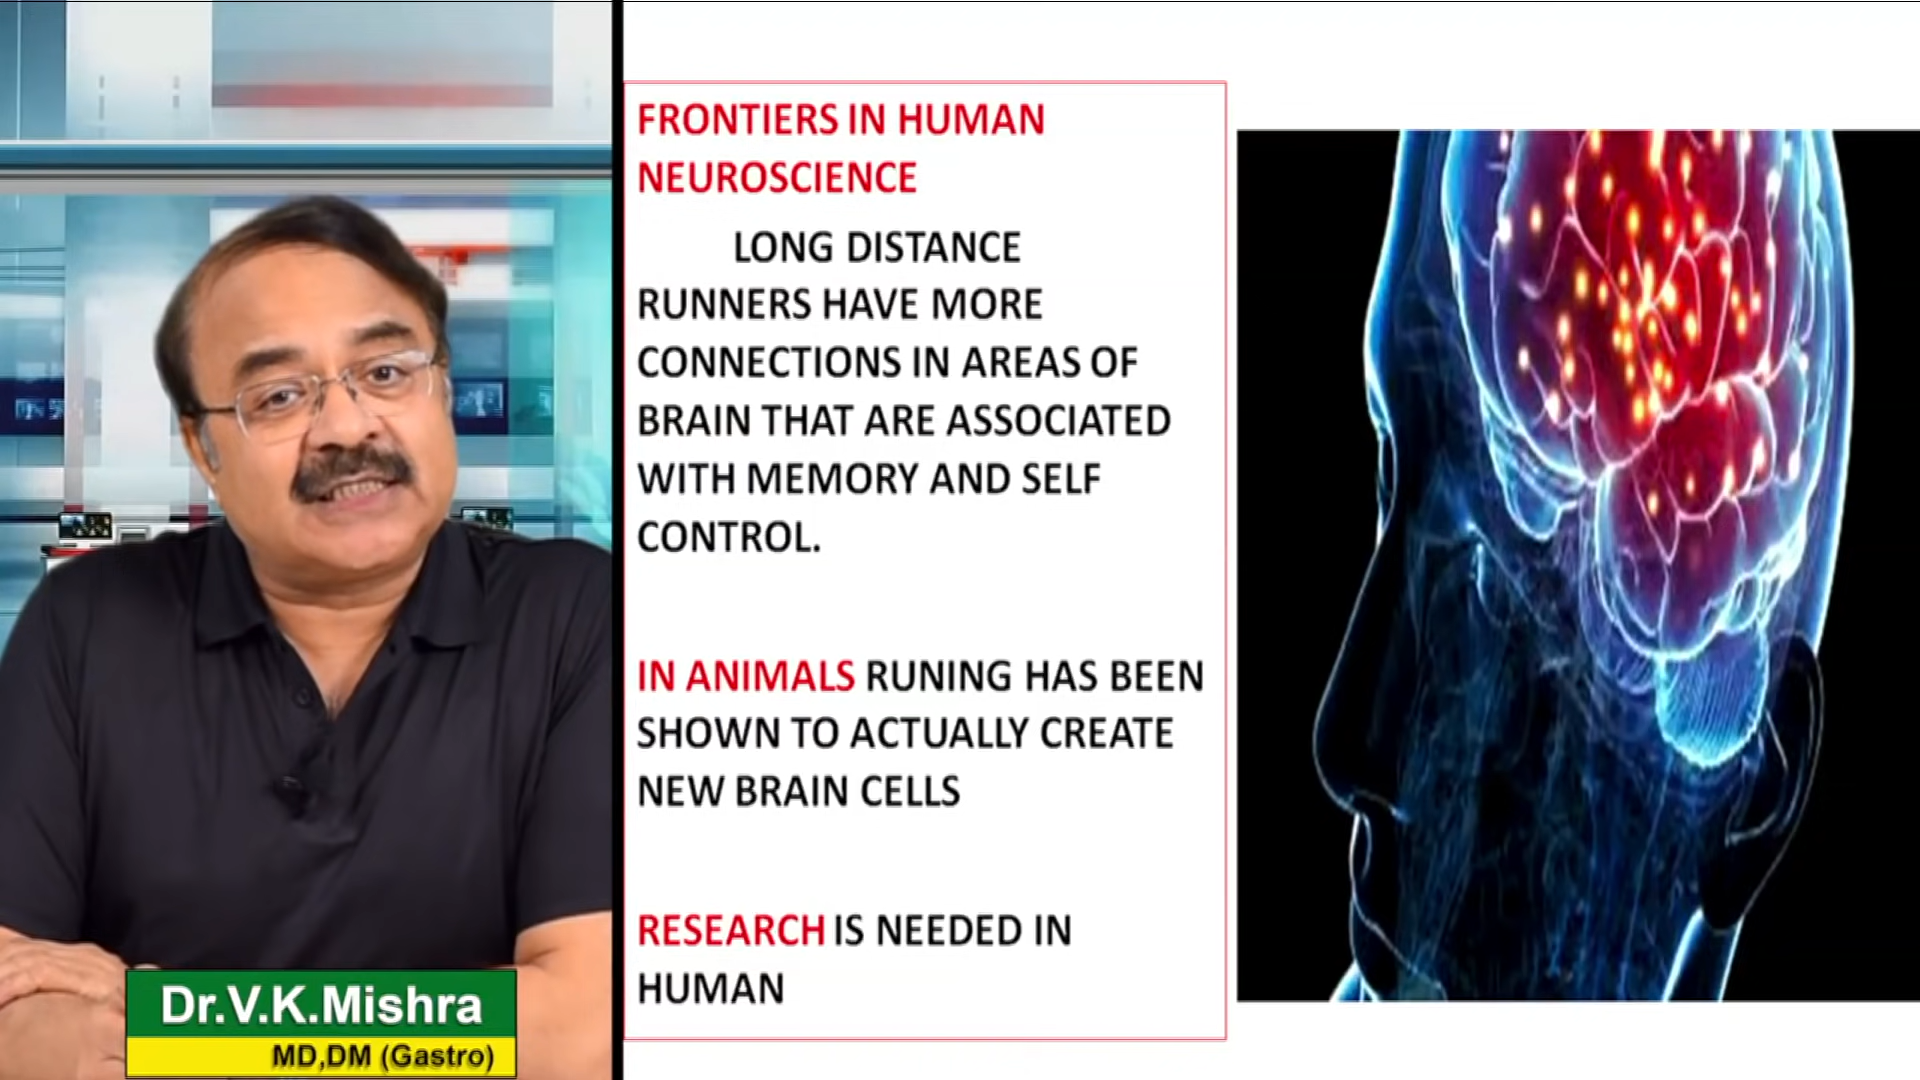 FRONTIERS IN HUMAN
NEUROSCIENCE
LONG DISTANCE
RUNNERS HAVE MORE
CONNECTIONS IN AREAS OF
BRAIN THAT ARE ASSOCIATED
WITH MEMORY AND SELF
CONTROL.
IN ANIMALS RUNING HAS BEEN
SHOWN TO ACTUALLY CREATE
NEW BRAIN CELLS
RESEARCH IS NEEDED IN
HUMAN
Dr.V.K.Mishra
MD,DM (Gastro)